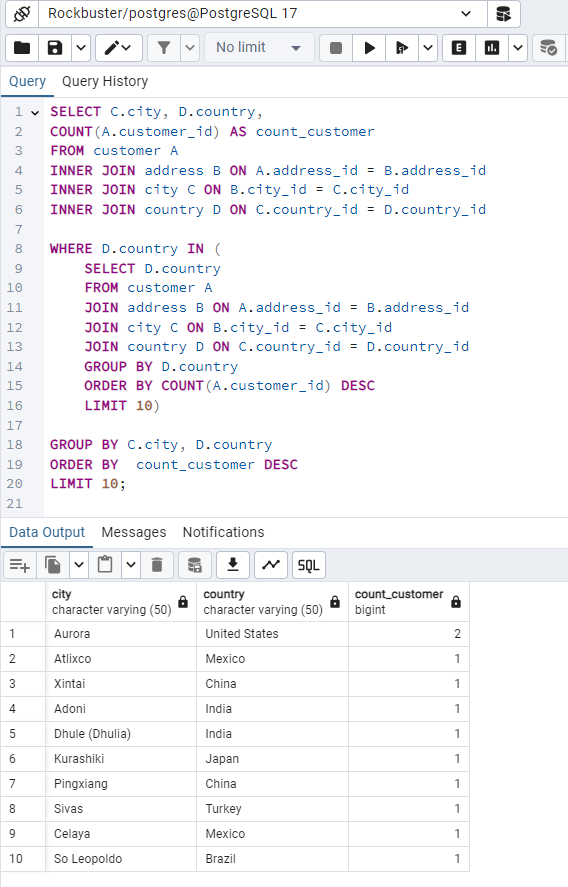 Rockbuster/postgres@PostgreSQL 17
No limit
E
Query Query History
1 SELECT C.city, D.country,
2 COUNT(A.customer_id) AS count_customer
3 FROM customer A
4 INNER JOIN address B ON A.address_id = B.address_id
5 INNER JOIN city C ON B.city_id = C.city_id
6 INNER JOIN country D ON C.country_id = D.country_id
7
8 WHERE D.country IN (
9 SELECT D.country
10 FROM customer A
11 JOIN address B ON A.address_id = B.address_id
12 JOIN city C ON B.city_id = C.city_id
13 JOIN country D ON C.country_id = D.country_id
14 GROUP BY D.country
15 ORDER BY COUNT(A.customer_id) DESC
16 LIMIT 10)
17
18 GROUP BY C.city, D.country
19 ORDER BY  count_customer DESC
20 LIMIT 10;
21
Data Output Messages Notifications
SQL
city country count_customer
character varying (50) character varying (50) bigint
1 Aurora United States 2
2 Atlixco Mexico 1
3 Xintai China 1
4 Adoni India 1
5 Dhule (Dhulia) India 1
6 Kurashiki Japan 1
7 Pingxiang China 1
8 Sivas Turkey 1
9 Celaya Mexico 1
10 So Leopoldo Brazil 1